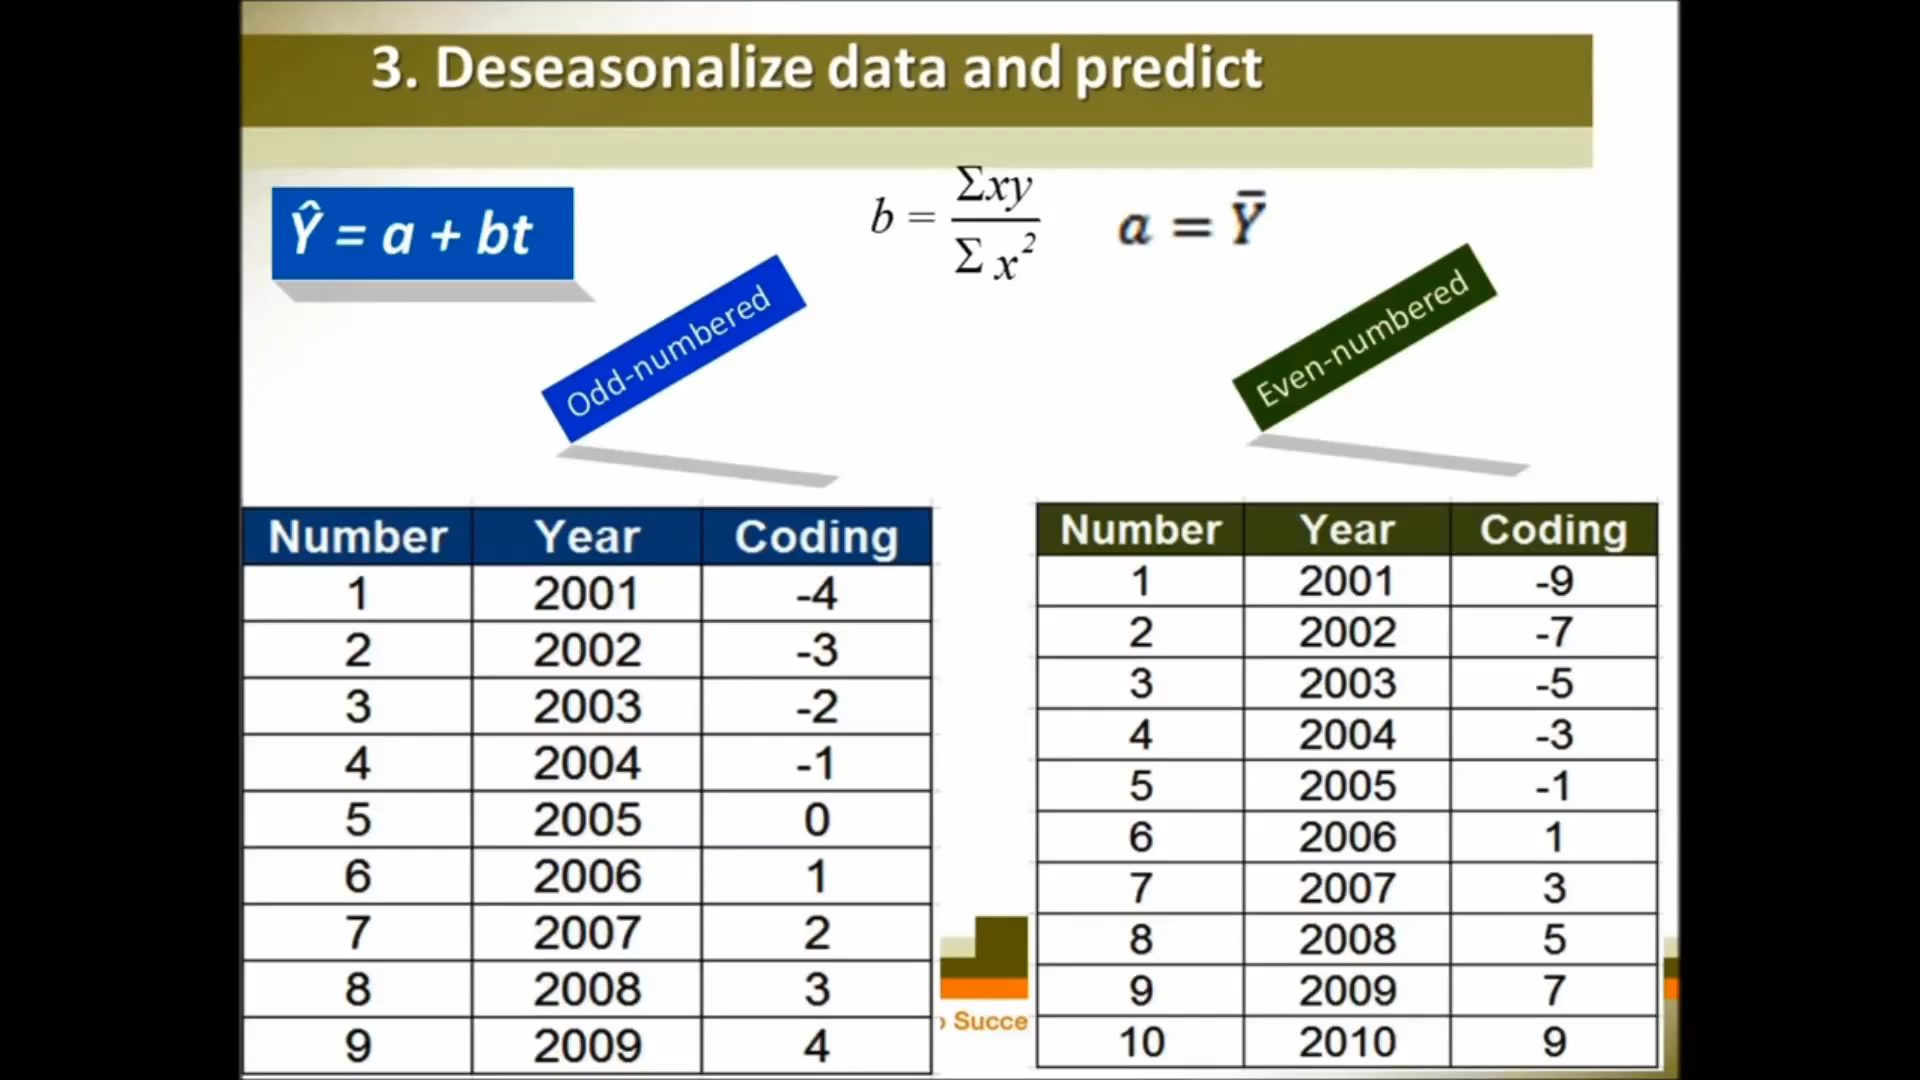 3. Deseasonalize data and predict
Ŷ = a + bt
b = Σxy / Σx²
a = Ȳ
Odd-numbered
Even-numbered
Number Year Coding
1 2001 -4
2 2002 -3
3 2003 -2
4 2004 -1
5 2005 0
6 2006 1
7 2007 2
8 2008 3
9 2009 4
Number Year Coding
1 2001 -9
2 2002 -7
3 2003 -5
4 2004 -3
5 2005 -1
6 2006 1
7 2007 3
8 2008 5
9 2009 7
10 2010 9
Succe